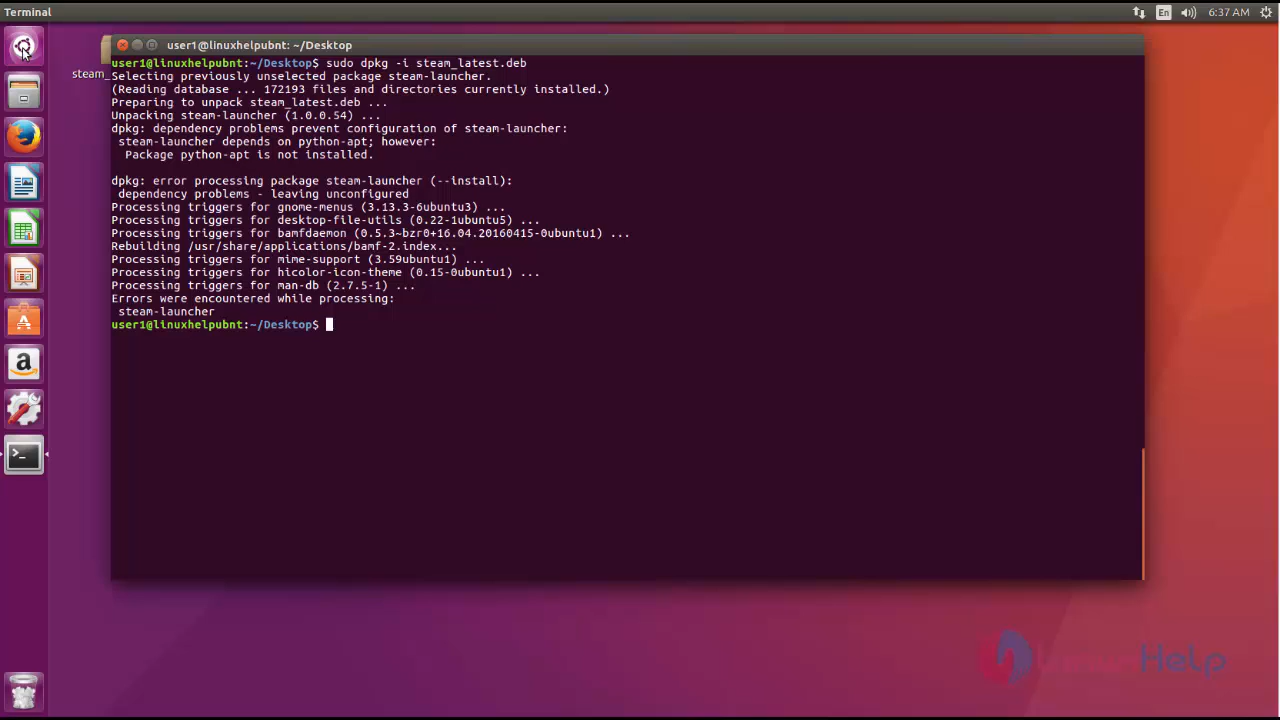 Terminal
En
6:37 AM
steam_
user1@linuxhelpubnt: ~/Desktop
user1@linuxhelpubnt:~/Desktop$ sudo dpkg -i steam_latest.deb
Selecting previously unselected package steam-launcher.
(Reading database ... 172193 files and directories currently installed.)
Preparing to unpack steam_latest.deb ...
Unpacking steam-launcher (1.0.0.54) ...
dpkg: dependency problems prevent configuration of steam-launcher:
 steam-launcher depends on python-apt; however:
  Package python-apt is not installed.

dpkg: error processing package steam-launcher (--install):
 dependency problems - leaving unconfigured
Processing triggers for gnome-menus (3.13.3-6ubuntu3) ...
Processing triggers for desktop-file-utils (0.22-1ubuntu5) ...
Processing triggers for bamfdaemon (0.5.3~bzr0+16.04.20160415-0ubuntu1) ...
Rebuilding /usr/share/applications/bamf-2.index...
Processing triggers for mime-support (3.59ubuntu1) ...
Processing triggers for hicolor-icon-theme (0.15-0ubuntu1) ...
Processing triggers for man-db (2.7.5-1) ...
Errors were encountered while processing:
 steam-launcher
user1@linuxhelpubnt:~/Desktop$
LinuxHelp